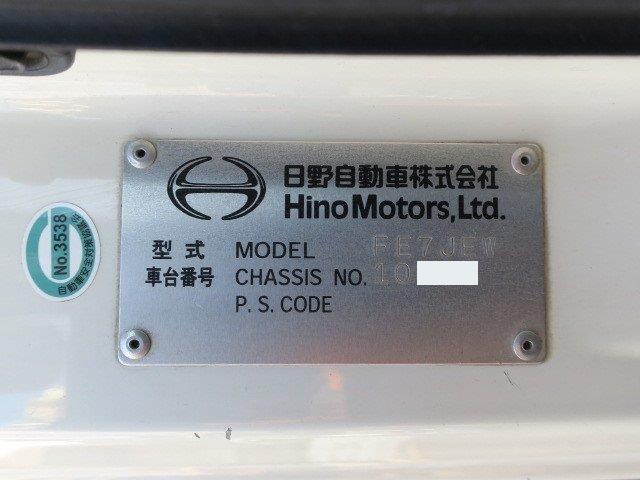 日野自動車株式会社
Hino Motors, Ltd.
型式 MODEL FE7JEW
車台番号 CHASSIS NO. 10
P. S. CODE
No.3538